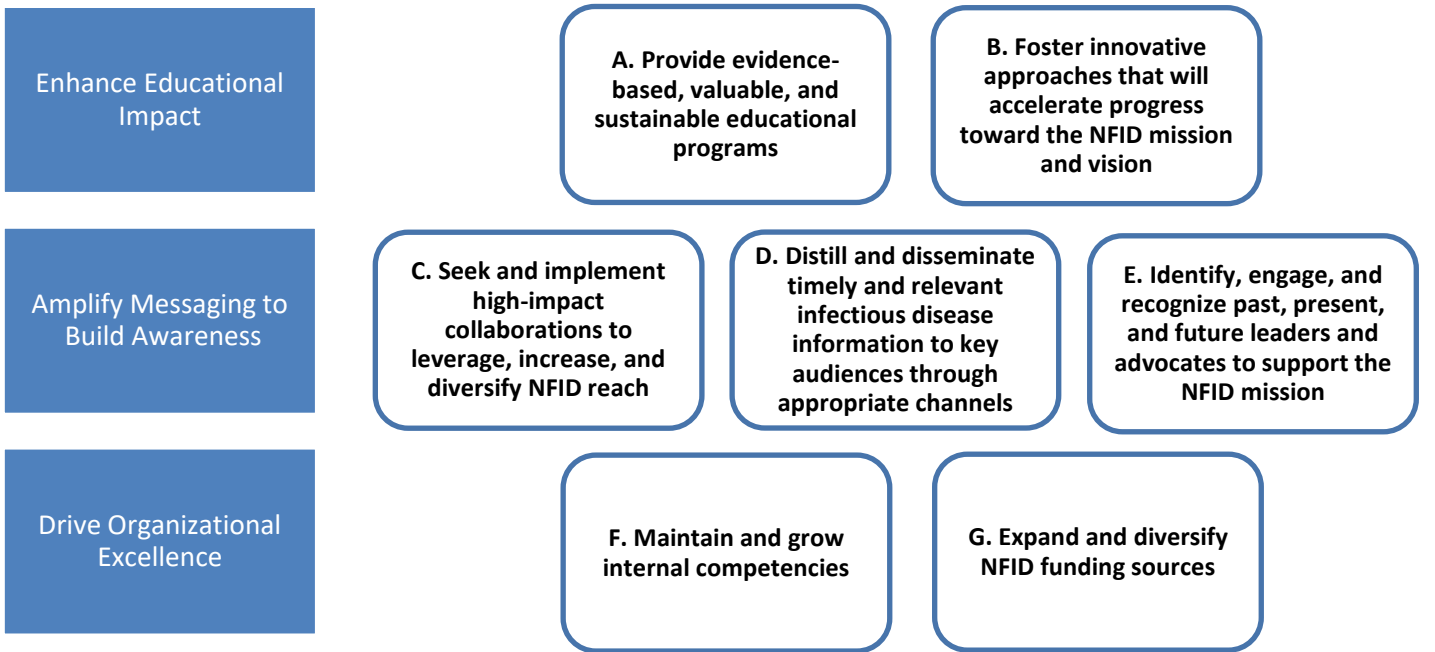 Enhance Educational
Impact
A. Provide evidence-
based, valuable, and
sustainable educational
programs
B. Foster innovative
approaches that will
accelerate progress
toward the NFID mission
and vision
Amplify Messaging to
Build Awareness
C. Seek and implement
high-impact
collaborations to
leverage, increase, and
diversify NFID reach
D. Distill and disseminate
timely and relevant
infectious disease
information to key
audiences through
appropriate channels
E. Identify, engage, and
recognize past, present,
and future leaders and
advocates to support the
NFID mission
Drive Organizational
Excellence
F. Maintain and grow
internal competencies
G. Expand and diversify
NFID funding sources